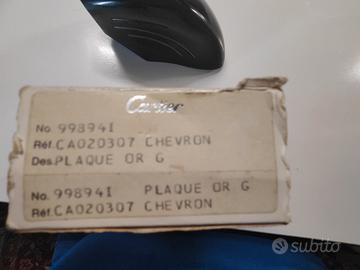 Cartier
No. 998941
Réf. CA020307 CHEVRON
Des. PLAQUE OR G
No. 998941 PLAQUE OR G
Réf. CA020307 CHEVRON
subito